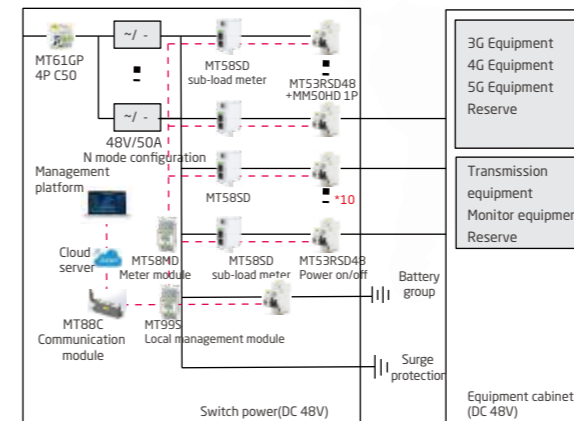 MT61GP
4P C50
~/ -
~/ -
48V/50A
N mode configuration
MT58SD
sub-load meter
MT53RSD48
+MM50HD 1P
MT58SD
*10
Management
platform
Cloud
server
MT58MD
Meter module
MT58SD
sub-load meter
MT53RSD48
Power on/off
MT88C
Communication
module
MT99S
Local management module
Battery
group
Surge
protection
Switch power(DC 48V)
3G Equipment
4G Equipment
5G Equipment
Reserve
Transmission
equipment
Monitor equipmen
Reserve
Equipment cabinet
(DC 48V)